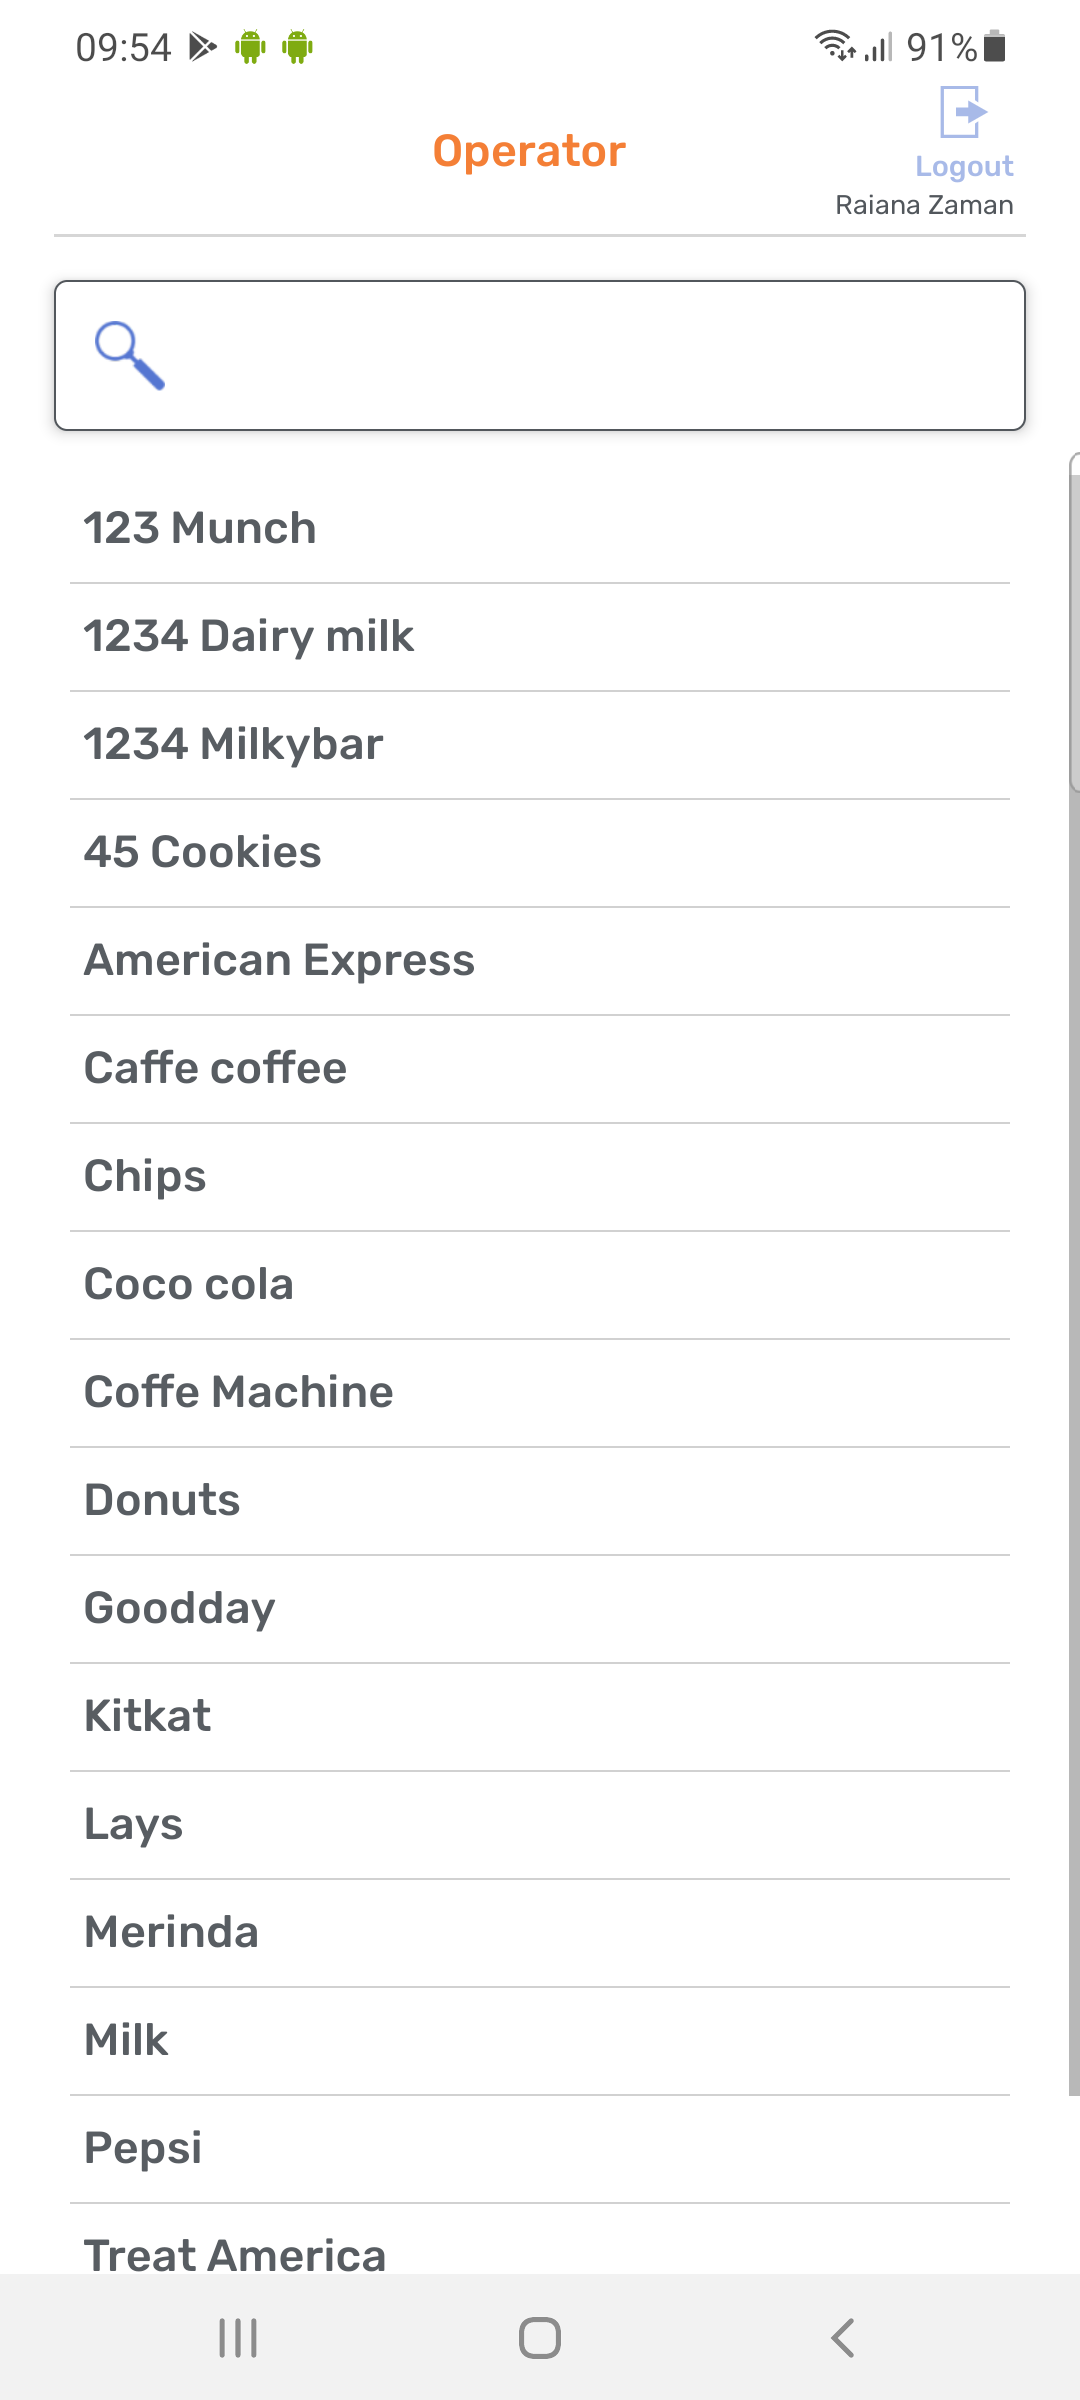 09:54
91%
Operator
Logout
Raiana Zaman
123 Munch
1234 Dairy milk
1234 Milkybar
45 Cookies
American Express
Caffe coffee
Chips
Coco cola
Coffe Machine
Donuts
Goodday
Kitkat
Lays
Merinda
Milk
Pepsi
Treat America